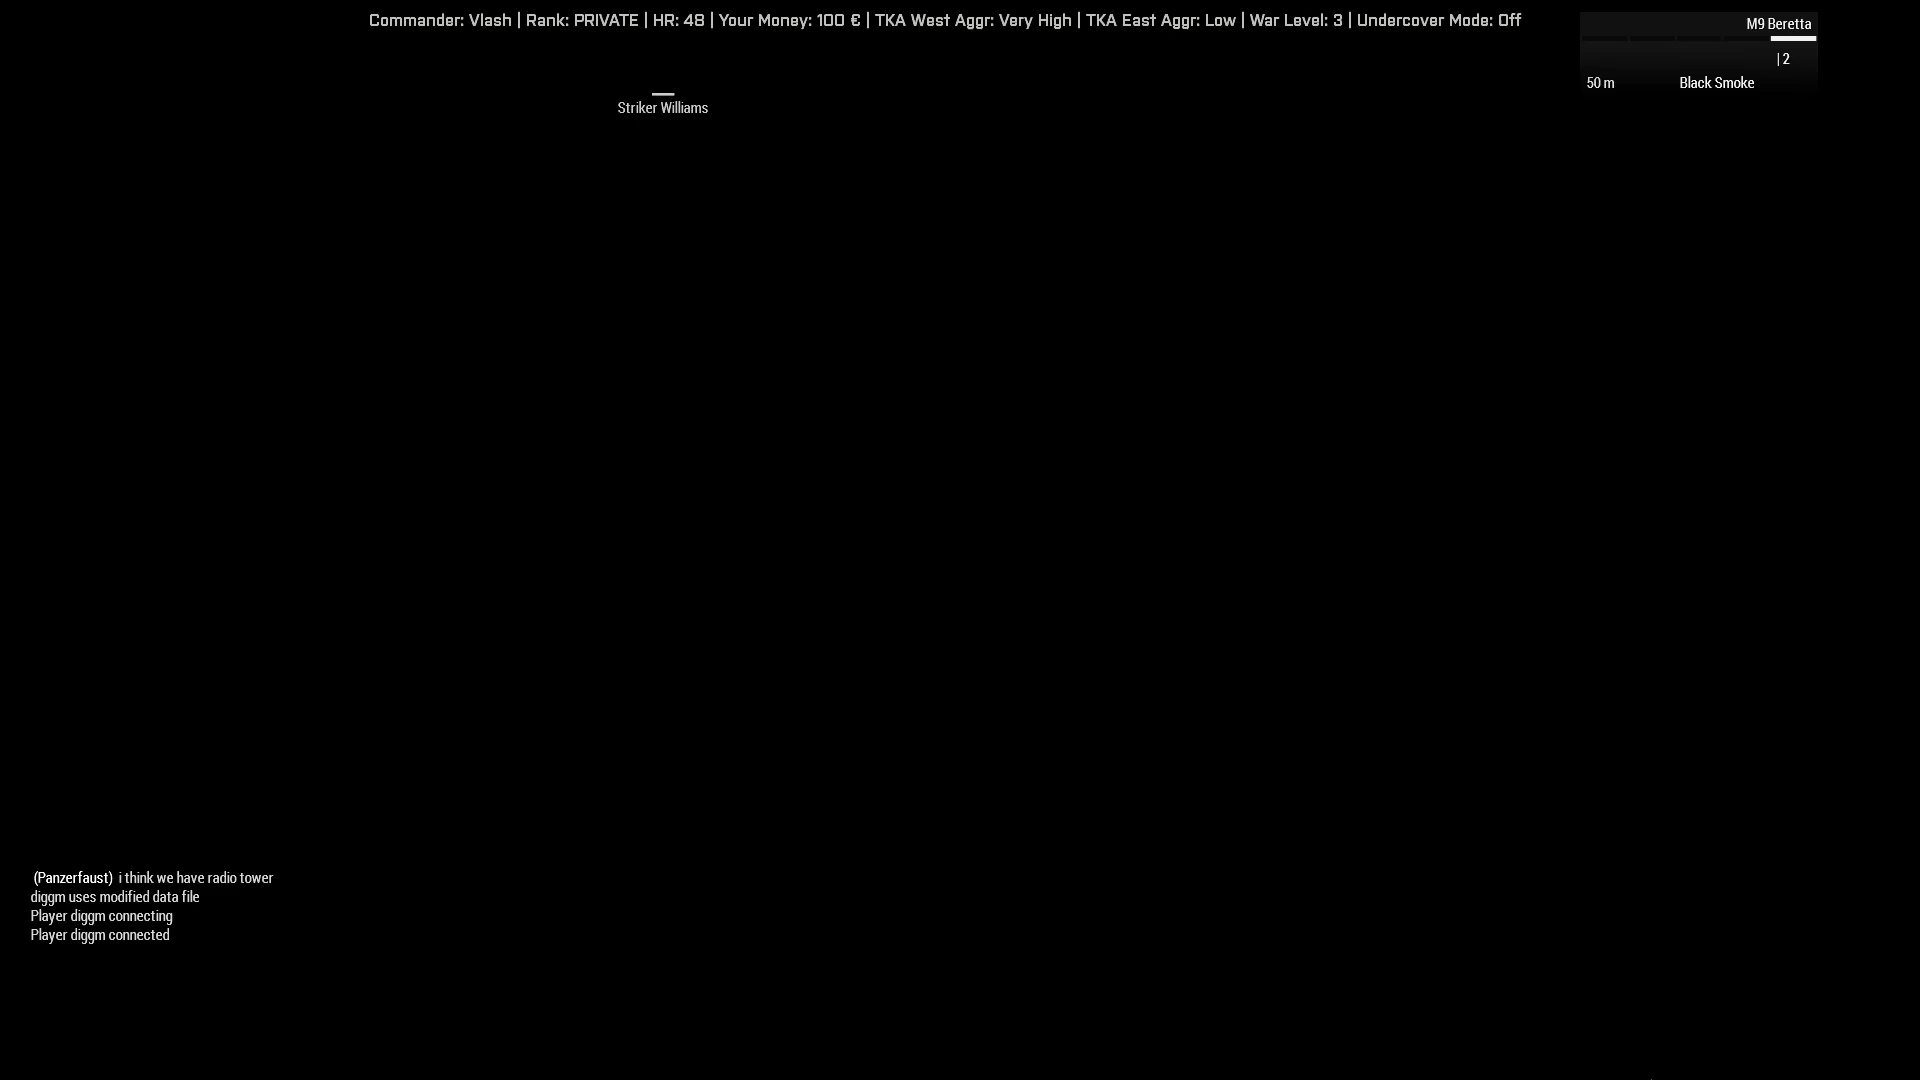 Commander: Vlash | Rank: PRIVATE | HR: 48 | Your Money: 100 € | TKA West Aggr: Very High | TKA East Aggr: Low | War Level: 3 | Undercover Mode: Off
M9 Beretta
| 2
50 m Black Smoke
Striker Williams
(Panzerfaust) i think we have radio tower
diggm uses modified data file
Player diggm connecting
Player diggm connected